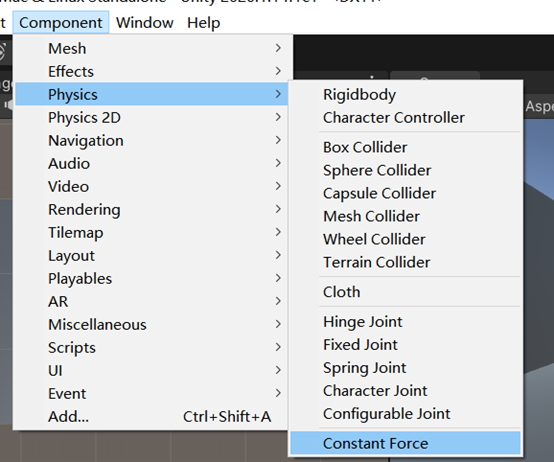 Component Window Help
Mesh
Effects
Physics
Physics 2D
Navigation
Audio
Video
Rendering
Tilemap
Layout
Playables
AR
Miscellaneous
Scripts
UI
Event
Add... Ctrl+Shift+A
Rigidbody
Character Controller
Box Collider
Sphere Collider
Capsule Collider
Mesh Collider
Wheel Collider
Terrain Collider
Cloth
Hinge Joint
Fixed Joint
Spring Joint
Character Joint
Configurable Joint
Constant Force
Aspe